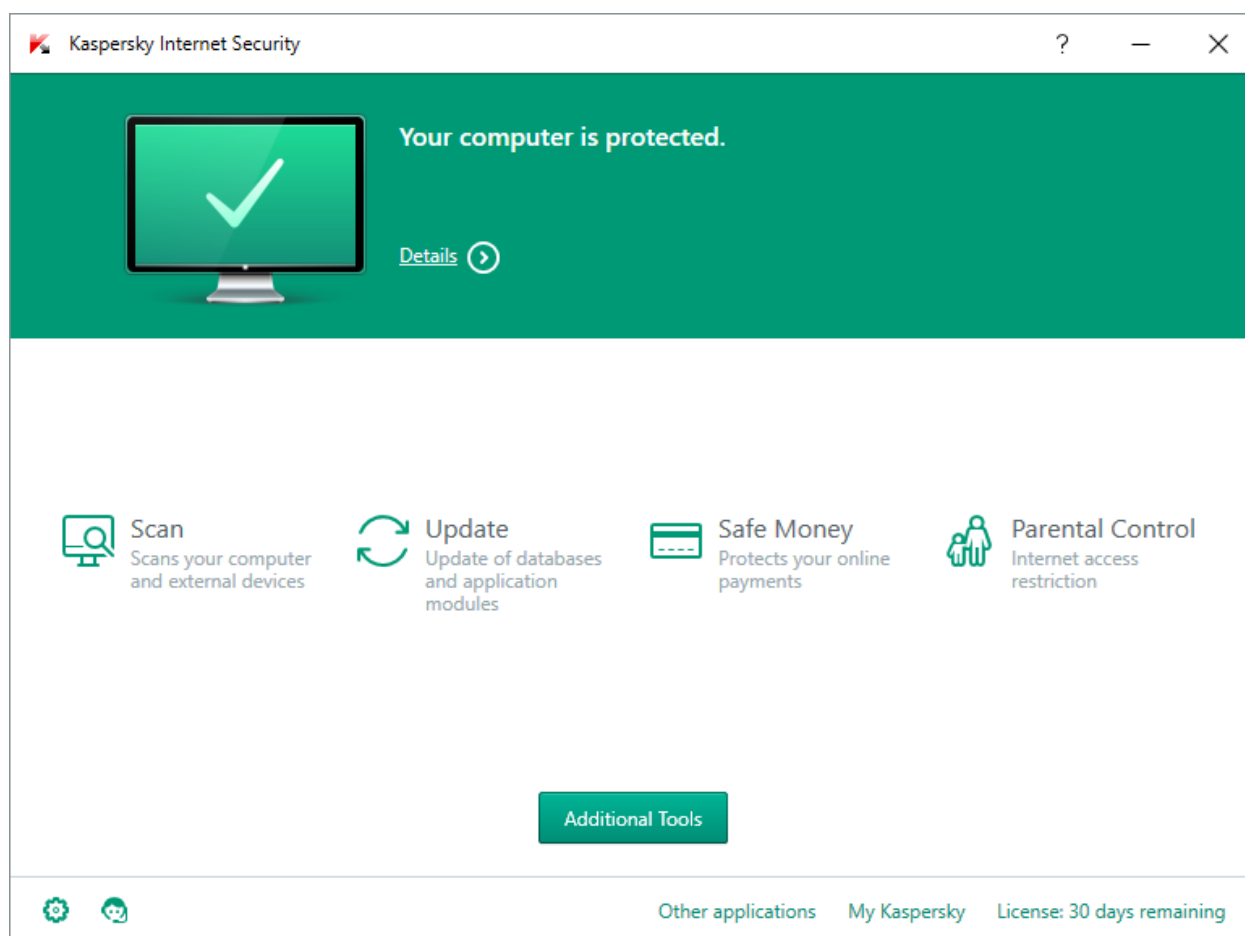 Kaspersky Internet Security
?
Your computer is protected.
Details
Scan
Scans your computer
and external devices
Update
Update of databases
and application
modules
Safe Money
Protects your online
payments
Parental Control
Internet access
restriction
Additional Tools
Other applications My Kaspersky License: 30 days remaining